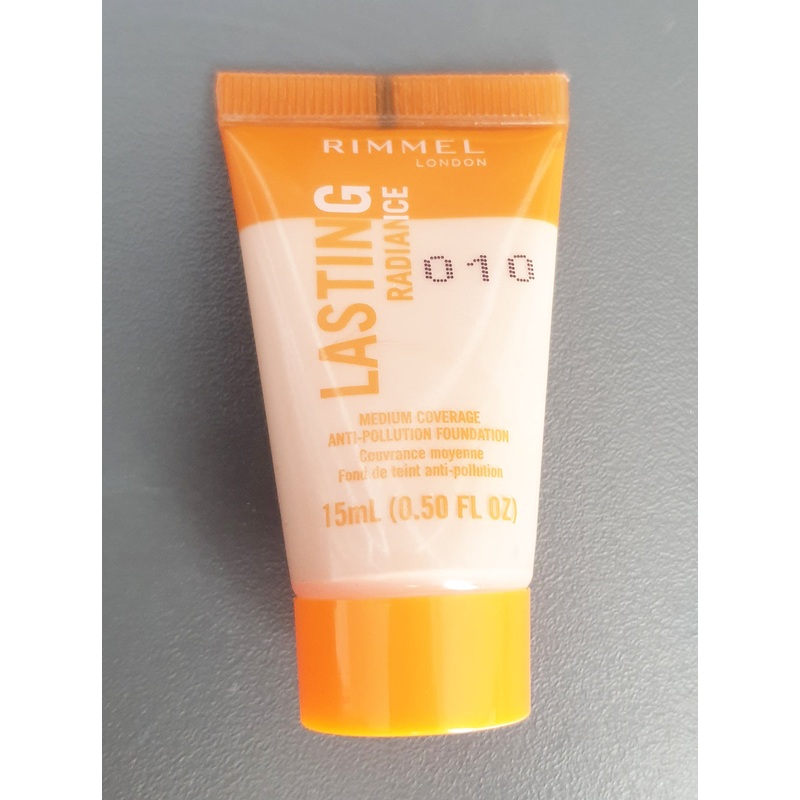 RIMMEL
LONDON
LASTING
RADIANCE
010
MEDIUM COVERAGE
ANTI-POLLUTION FOUNDATION
Couvrance moyenne
Fond de teint anti-pollution
15mL (0.50 FL OZ)